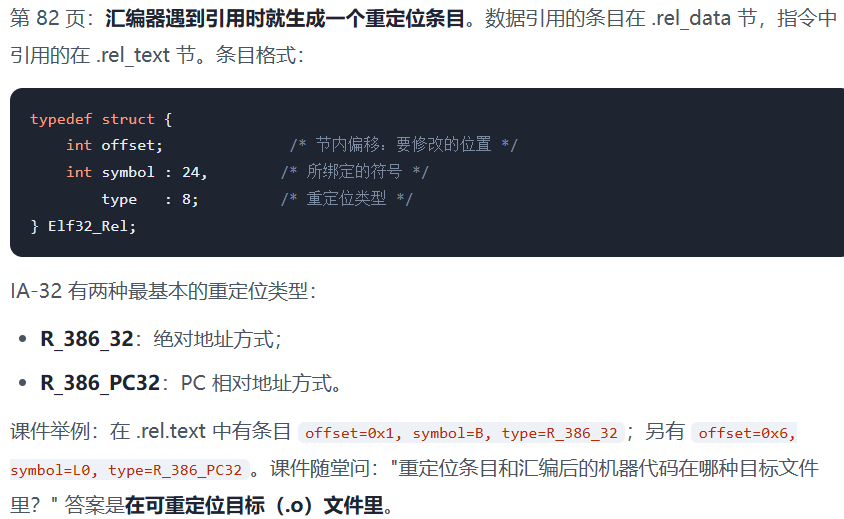 第 82 页：汇编器遇到引用时就生成一个重定位条目。数据引用的条目在 .rel_data 节，指令中
引用的在 .rel_text 节。条目格式：
typedef struct {
    int offset;              /* 节内偏移：要修改的位置 */
    int symbol : 24,        /* 所绑定的符号 */
        type   : 8;         /* 重定位类型 */
} Elf32_Rel;
IA-32 有两种最基本的重定位类型：
• R_386_32：绝对地址方式；
• R_386_PC32：PC 相对地址方式。
课件举例：在 .rel.text 中有条目 offset=0x1, symbol=B, type=R_386_32；另有 offset=0x6,
symbol=L0, type=R_386_PC32。课件随堂问："重定位条目和汇编后的机器代码在哪种目标文件
里？" 答案是在可重定位目标（.o）文件里。